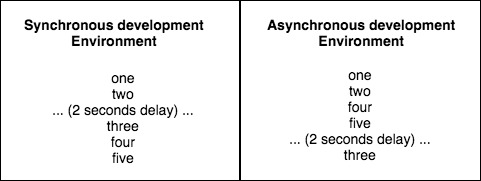 Synchronous development
Environment
one
two
... (2 seconds delay) ...
three
four
five
Asynchronous development
Environment
one
two
four
five
... (2 seconds delay) ...
three